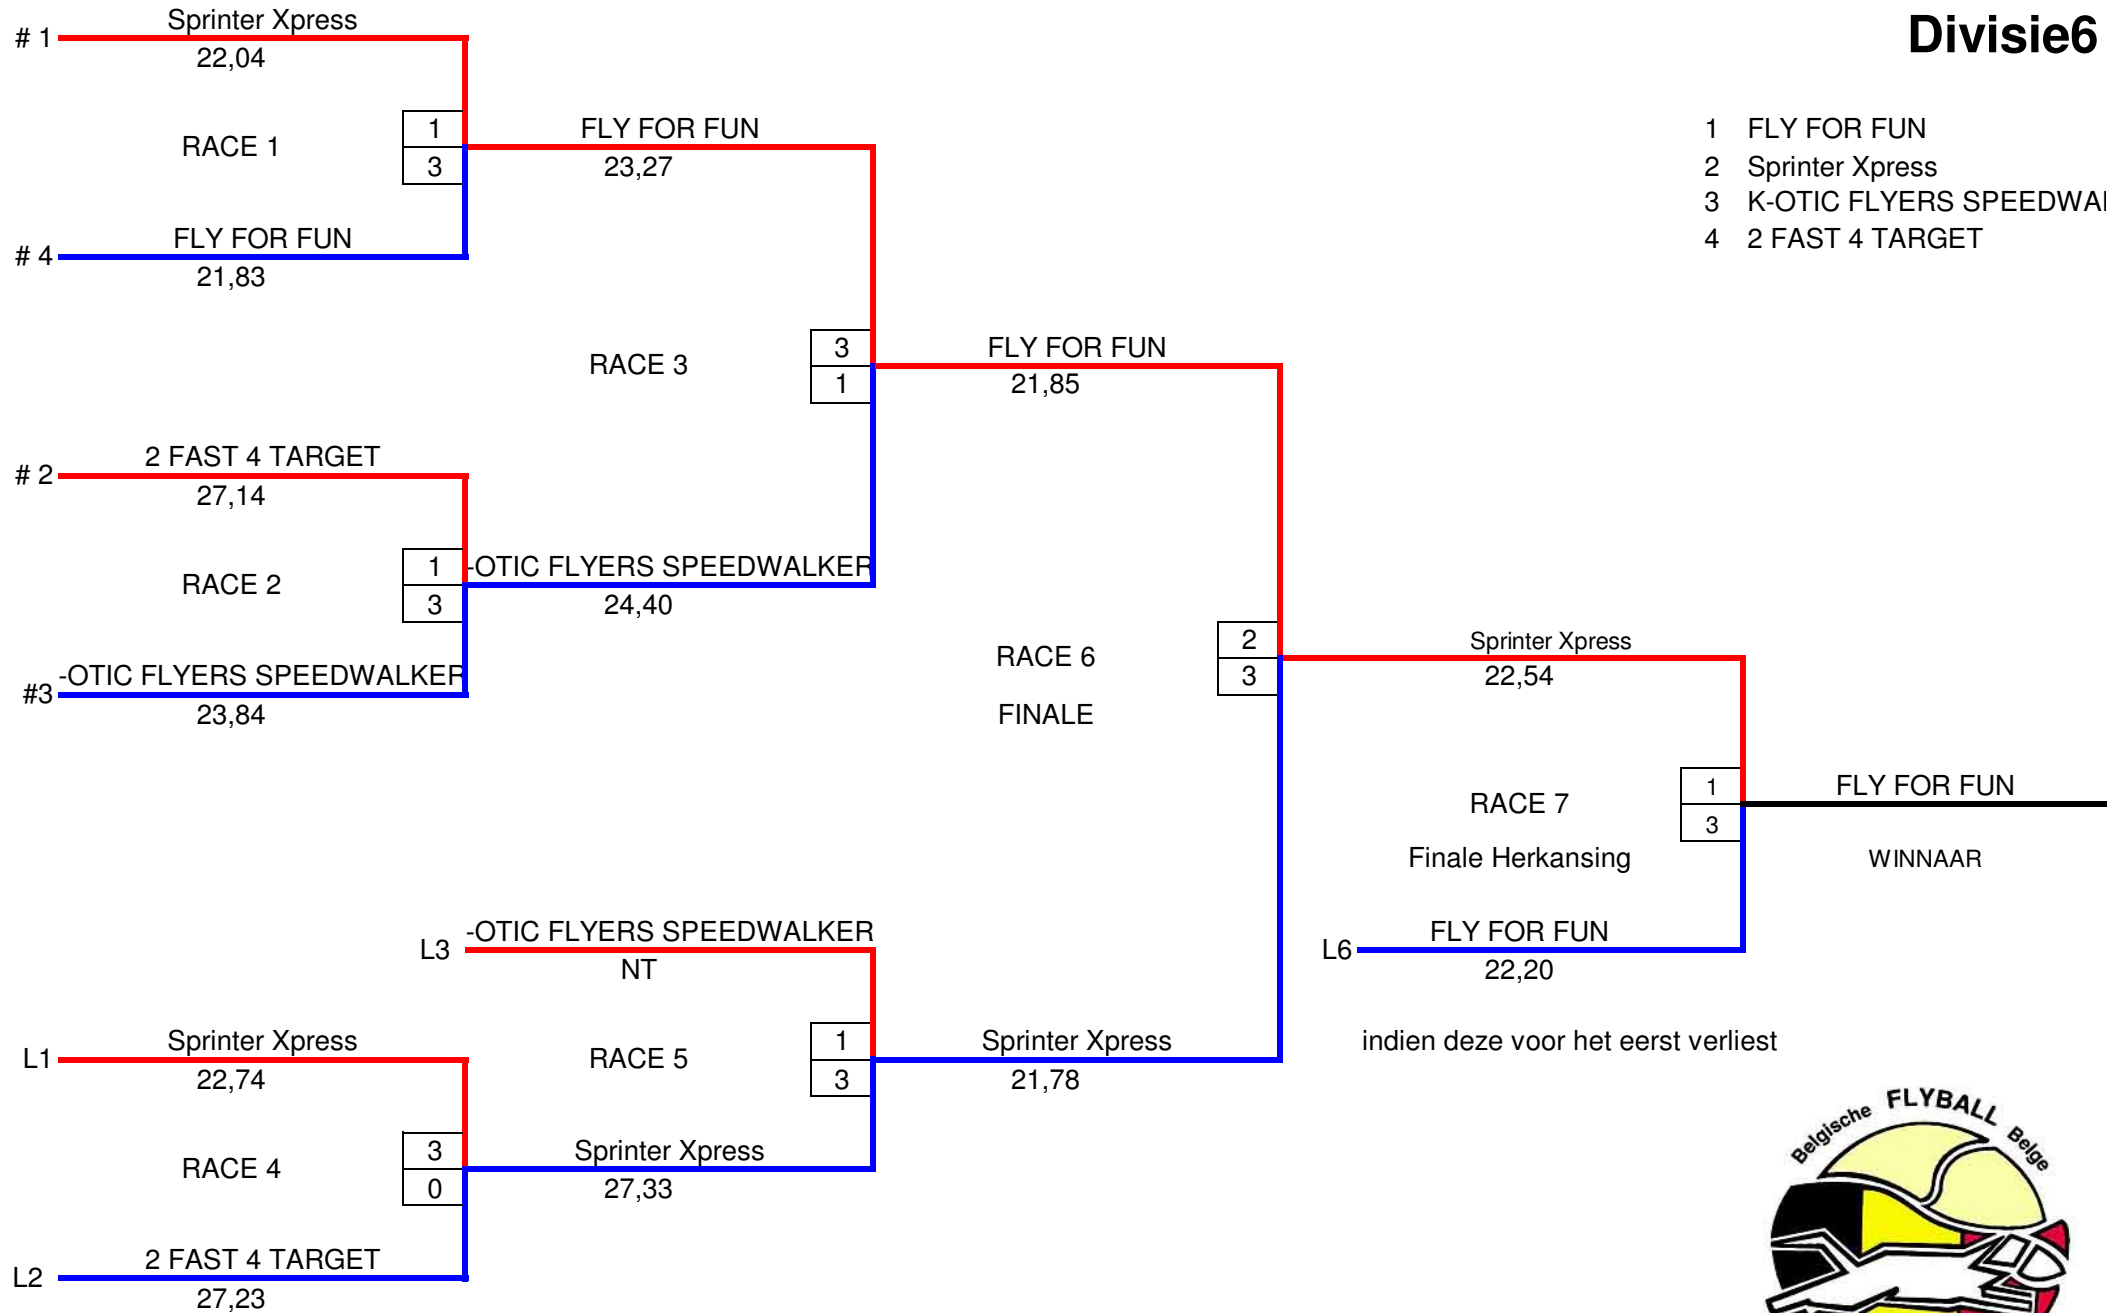 Divisie6
# 1
Sprinter Xpress
22,04
RACE 1
1
3
# 4
FLY FOR FUN
21,83
FLY FOR FUN
23,27
1 FLY FOR FUN
2 Sprinter Xpress
3 K-OTIC FLYERS SPEEDWAL
4 2 FAST 4 TARGET
RACE 3
3
1
FLY FOR FUN
21,85
# 2
2 FAST 4 TARGET
27,14
RACE 2
1
3
-OTIC FLYERS SPEEDWALKER
24,40
#3
-OTIC FLYERS SPEEDWALKER
23,84
RACE 6
FINALE
2
3
Sprinter Xpress
22,54
RACE 7
Finale Herkansing
1
3
FLY FOR FUN
WINNAAR
L6
FLY FOR FUN
22,20
indien deze voor het eerst verliest
L3
-OTIC FLYERS SPEEDWALKER
NT
RACE 5
1
3
Sprinter Xpress
21,78
L1
Sprinter Xpress
22,74
RACE 4
3
0
Sprinter Xpress
27,33
L2
2 FAST 4 TARGET
27,23
Belgische FLYBALL Belge